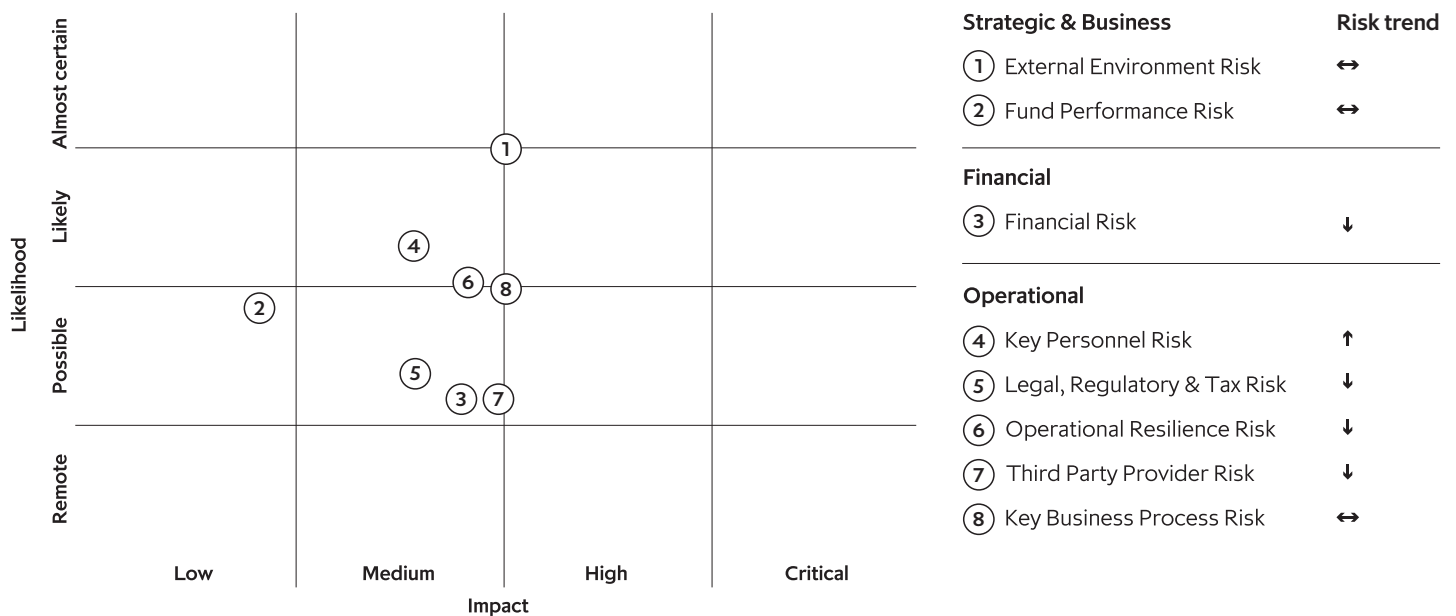 Likelihood
Almost certain
Likely
Possible
Remote
1
4
6
8
2
5
3
7
Low
Medium
High
Critical
Impact
Strategic & Business Risk trend
1 External Environment Risk ↔
2 Fund Performance Risk ↔
Financial
3 Financial Risk ↓
Operational
4 Key Personnel Risk ↑
5 Legal, Regulatory & Tax Risk ↓
6 Operational Resilience Risk ↓
7 Third Party Provider Risk ↓
8 Key Business Process Risk ↔